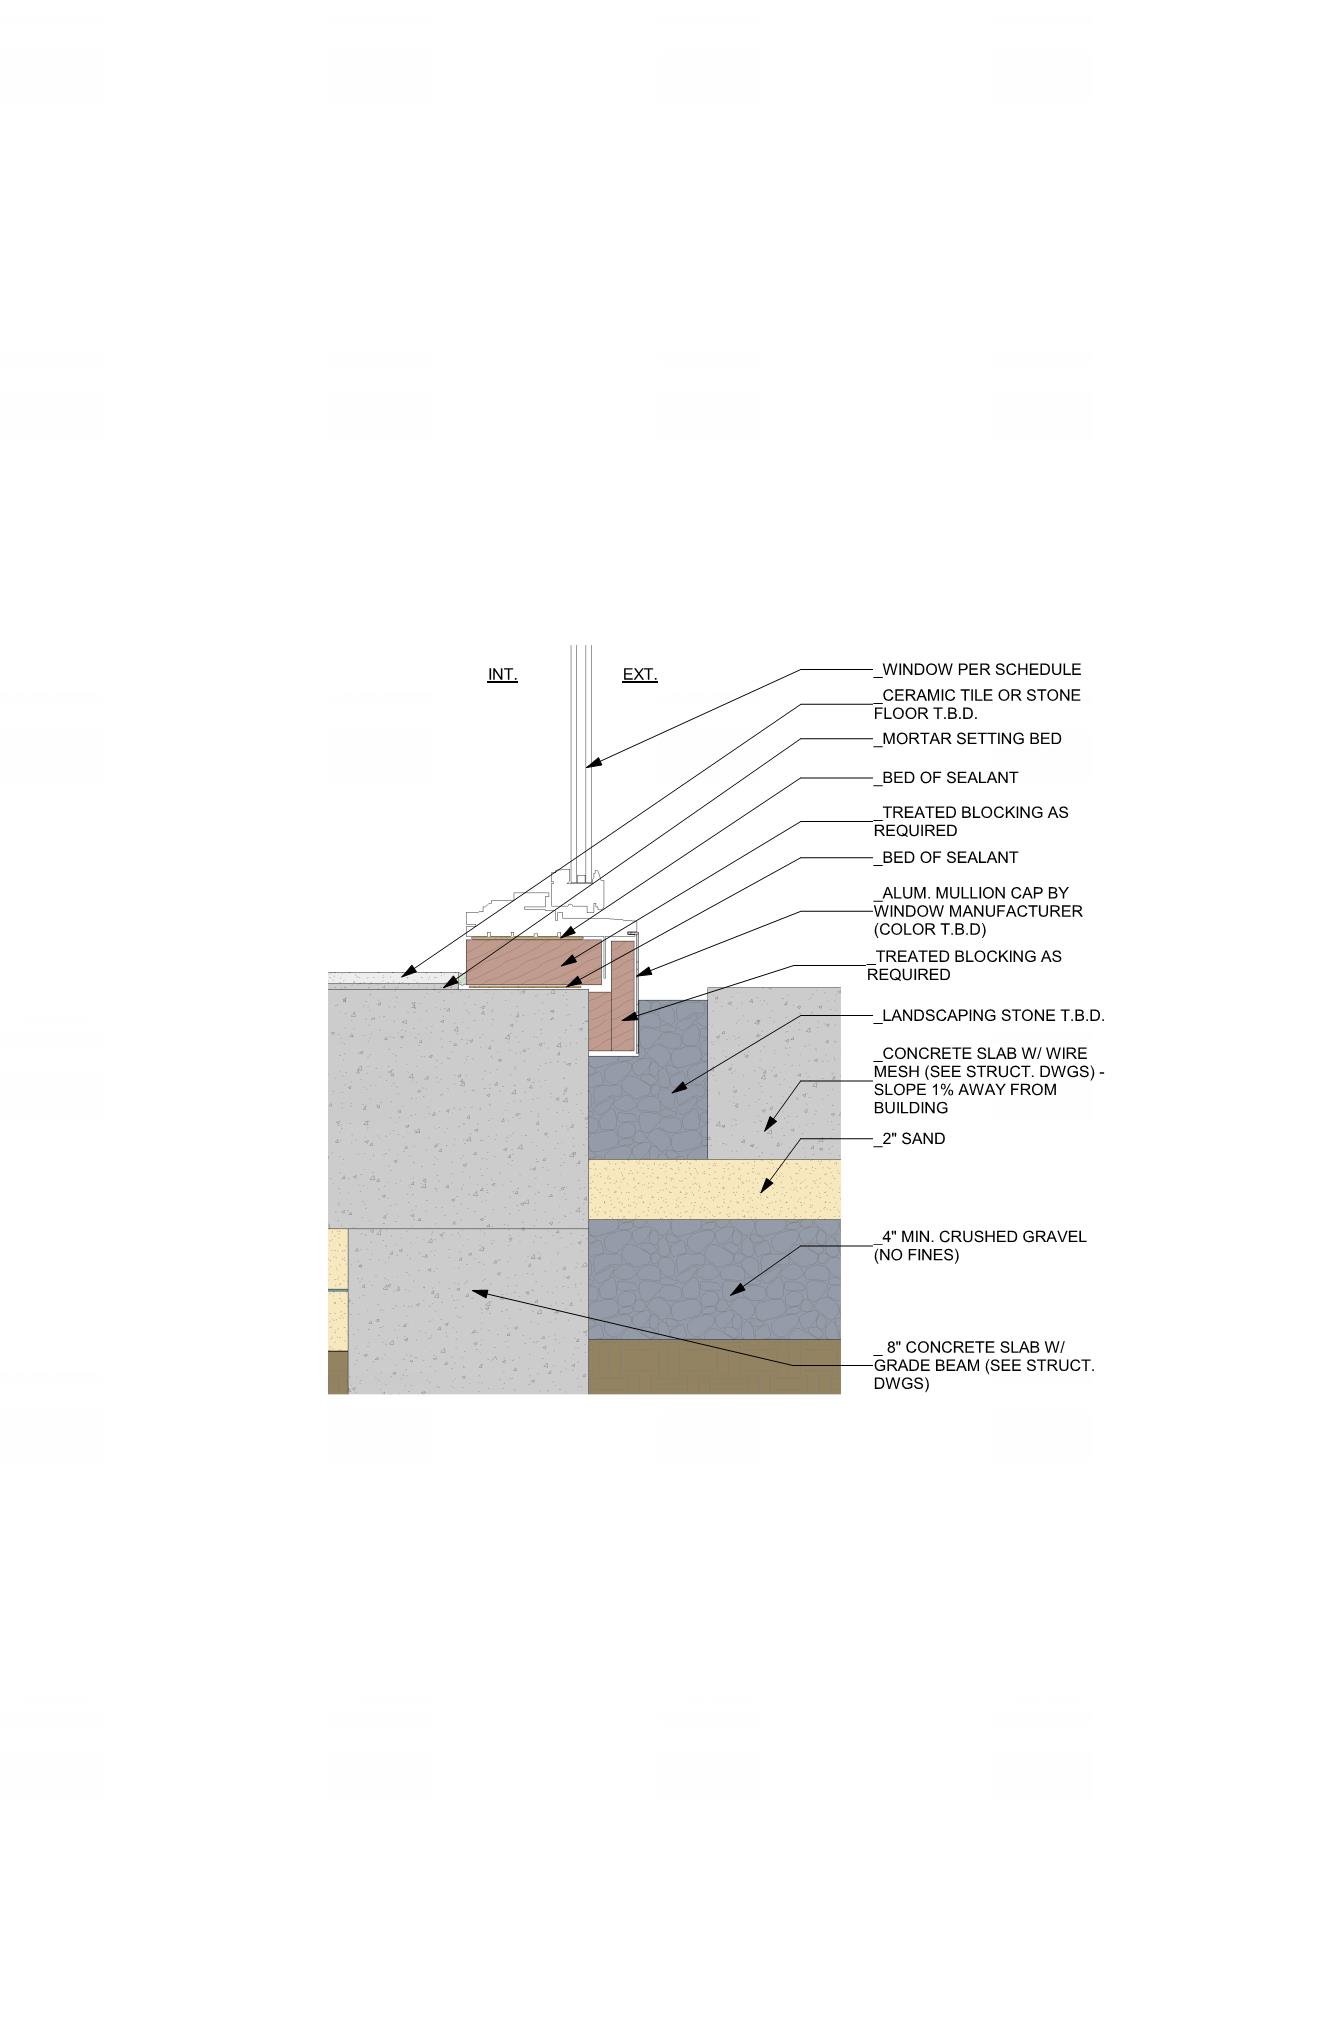 INT.
EXT.
_WINDOW PER SCHEDULE
_CERAMIC TILE OR STONE
FLOOR T.B.D.
_MORTAR SETTING BED
_BED OF SEALANT
_TREATED BLOCKING AS
REQUIRED
_BED OF SEALANT
_ALUM. MULLION CAP BY
WINDOW MANUFACTURER
(COLOR T.B.D)
_TREATED BLOCKING AS
REQUIRED
_LANDSCAPING STONE T.B.D.
_CONCRETE SLAB W/ WIRE
MESH (SEE STRUCT. DWGS) -
SLOPE 1% AWAY FROM
BUILDING
_2" SAND
_4" MIN. CRUSHED GRAVEL
(NO FINES)
_ 8" CONCRETE SLAB W/
GRADE BEAM (SEE STRUCT.
DWGS)